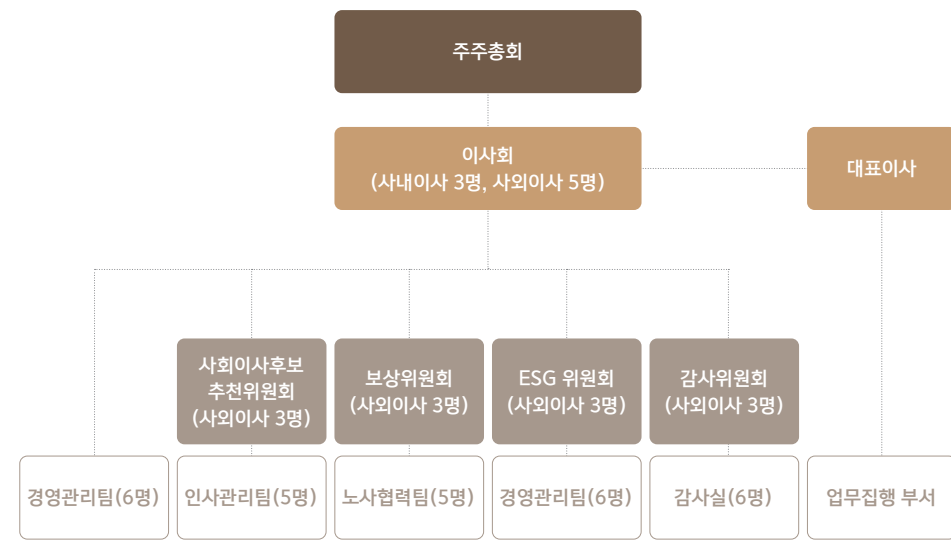 주주총회
이사회
(사내이사 3명, 사외이사 5명)
대표이사
사회이사후보
추천위원회
(사외이사 3명)
보상위원회
(사외이사 3명)
ESG 위원회
(사외이사 3명)
감사위원회
(사외이사 3명)
경영관리팀(6명)
인사관리팀(5명)
노사협력팀(5명)
경영관리팀(6명)
감사실(6명)
업무집행 부서